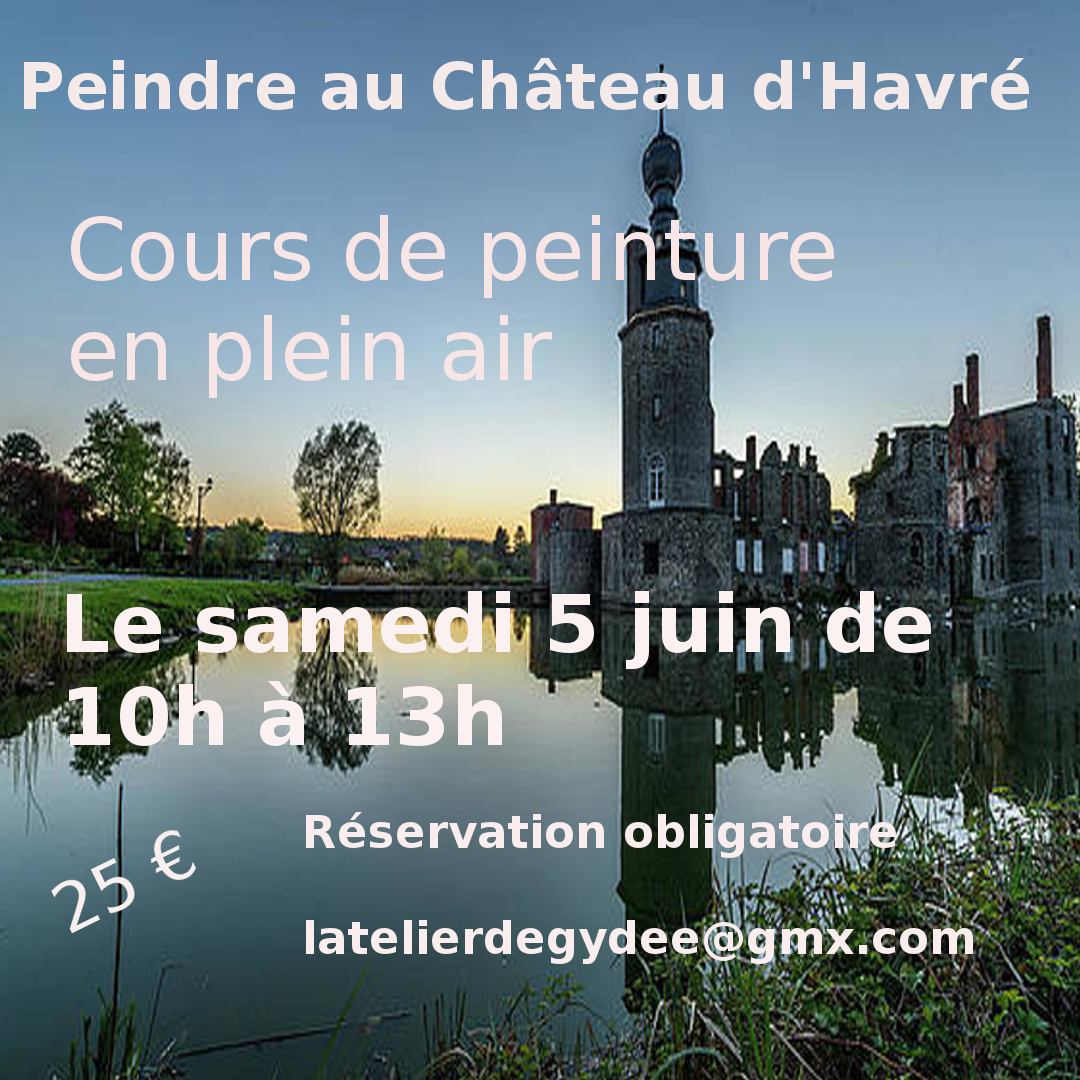 Peindre au Château d'Havré
Cours de peinture
en plein air
Le samedi 5 juin de
10h à 13h
Réservation obligatoire
25 €
latelierdegydee@gmx.com